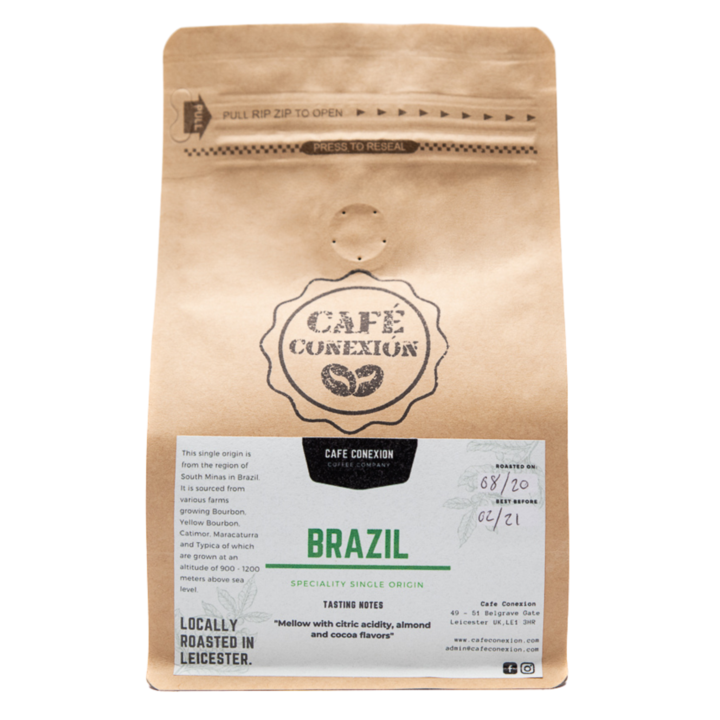 PULL
PULL RIP ZIP TO OPEN
PRESS TO RESEAL
CAFÉ
CONEXIÓN
CAFE CONEXION
COFFEE COMPANY
This single origin is
from the region of
South Minas in Brazil.
It is sourced from
various farms
growing Bourbon,
Yellow Bourbon,
Catimor, Maracaturra
and Typica of which
are grown at an
altitude of 900 - 1200
meters above sea
level.
LOCALLY
ROASTED IN
LEICESTER.
BRAZIL
SPECIALITY SINGLE ORIGIN
TASTING NOTES
"Mellow with citric acidity, almond
and cocoa flavors"
ROASTED ON:
08/20
BEST BEFORE
02/21
Cafe Conexion
49 - 51 Belgrave Gate
Leicester UK,LE1 3HR
www.cafeconexion.com
admin@cafeconexion.com